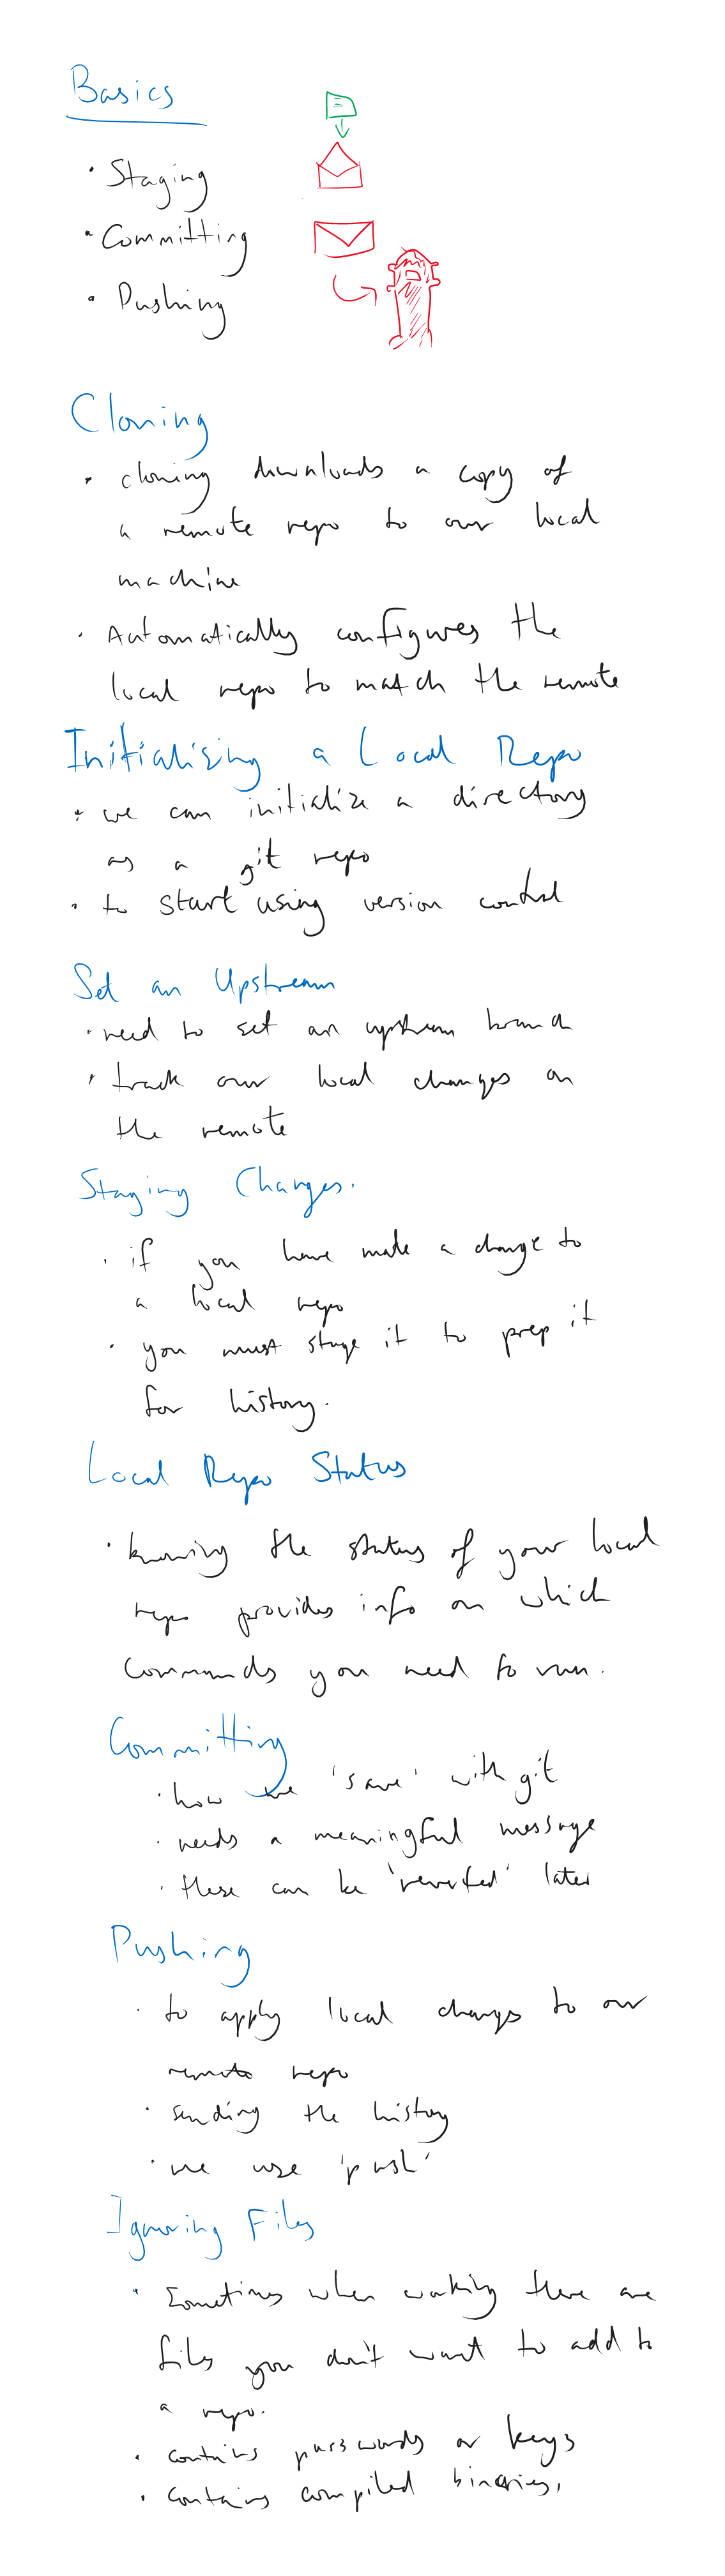 Basics
• Staging
• Committing
• Pushing
Cloning
• cloning downloads a copy of
a remote repo to our local
machine
• Automatically configures the
local repo to match the remote
Initialising a Local Repo
• we can initialize a directory
as a git repo
• to start using version control
Set an Upstream
• need to set an upstream branch
• track our local changes on
the remote
Staging Changes.
• if you have made a change to
a local repo
• you must stage it to prep it
for history.
Local Repo Status
• knowing the status of your local
repo provides info on which
commands you need to run.
Committing
• how we 'save' with git
• needs a meaningful message
• these can be 'reverted' later
Pushing
• to apply local changes to our
remote repo
• sending the history
• we use 'push'
Ignoring Files
• Sometimes when working there are
files you don't want to add to
a repo.
• contains passwords or keys
• contains compiled binaries.